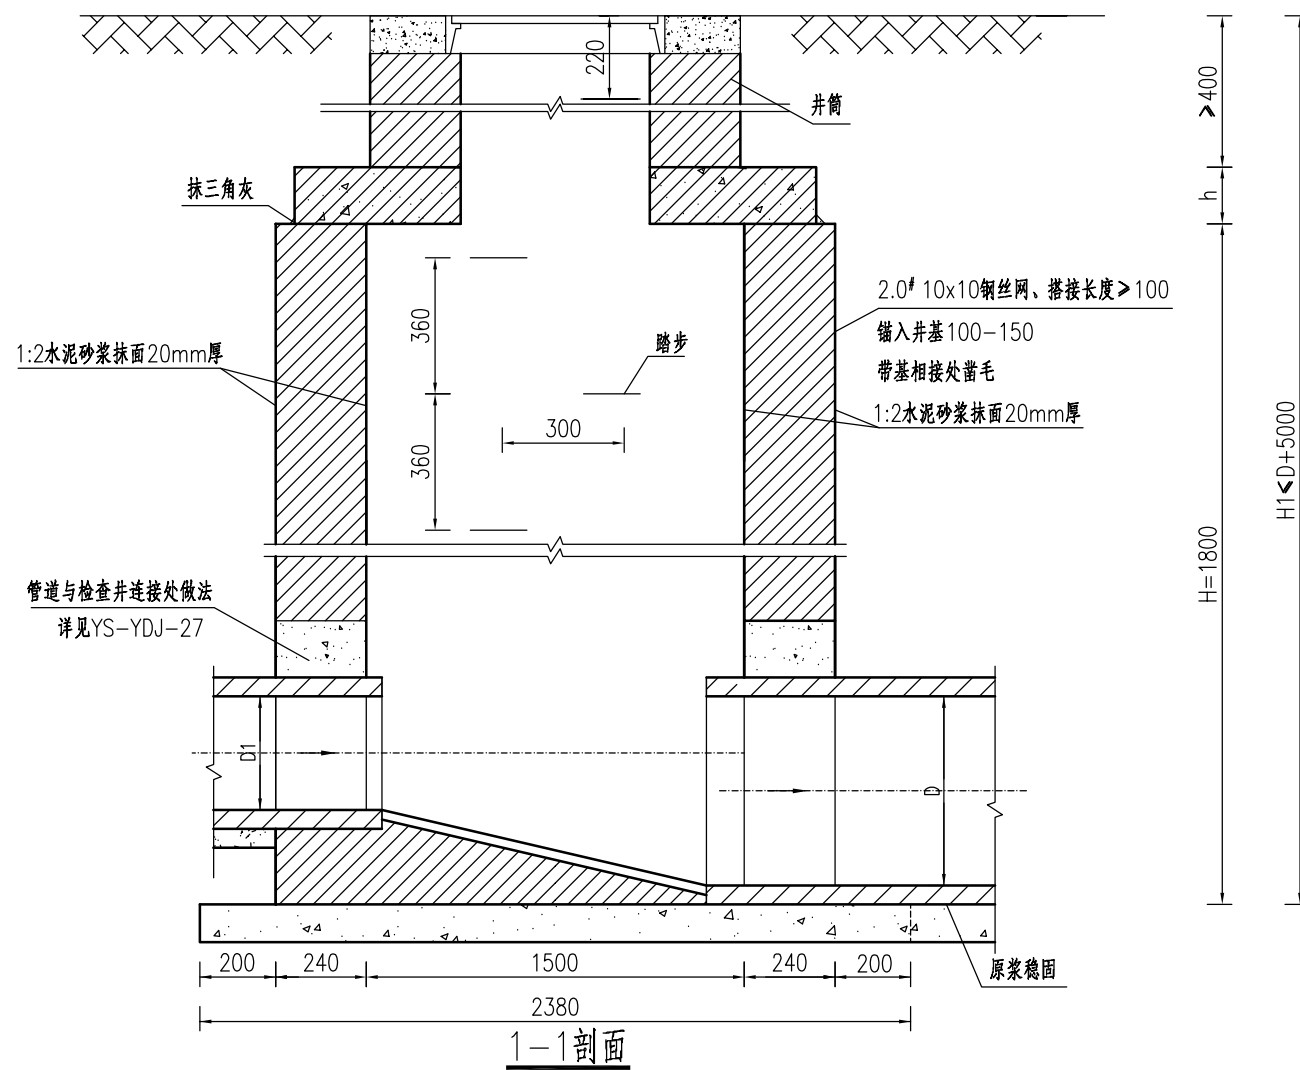 220
≥400
井筒
抹三角灰
h
2.0# 10x10钢丝网、搭接长度≥100
360
锚入井基100-150
1:2水泥砂浆抹面20mm厚
踏步
带基相接处凿毛
1:2水泥砂浆抹面20mm厚
300
360
H1≤D+5000
H=1800
管道与检查井连接处做法
详见YS-YDJ-27
D1
D
200
240
1500
240
200
原浆稳固
2380
1-1剖面